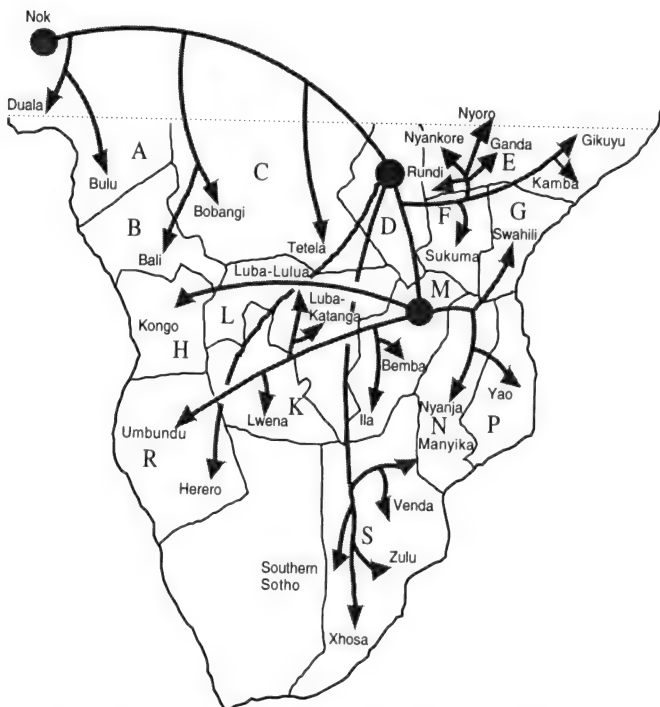 Nok
Duala
Nyoro
Nyankore
Ganda
Gikuyu
A
C
Rundi
E
Bulu
Kamba
Bobangi
D
F
G
B
Swahili
Bali
Tetela
Sukuma
Luba-Lulua
M
Luba-
Katanga
L
Kongo
H
Bemba
K
Yao
Lwena
Ila
Nyanja
Umbundu
N
P
R
Manyika
Herero
Venda
S
Zulu
Southern
Sotho
Xhosa